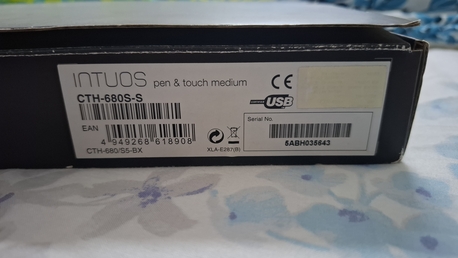 intuos pen & touch medium
CTH-680S-S
EAN
4 949268 618908
CTH-680/S5-BX
XLA-E267(B)
CE
USB
Serial No.
5ABH035643